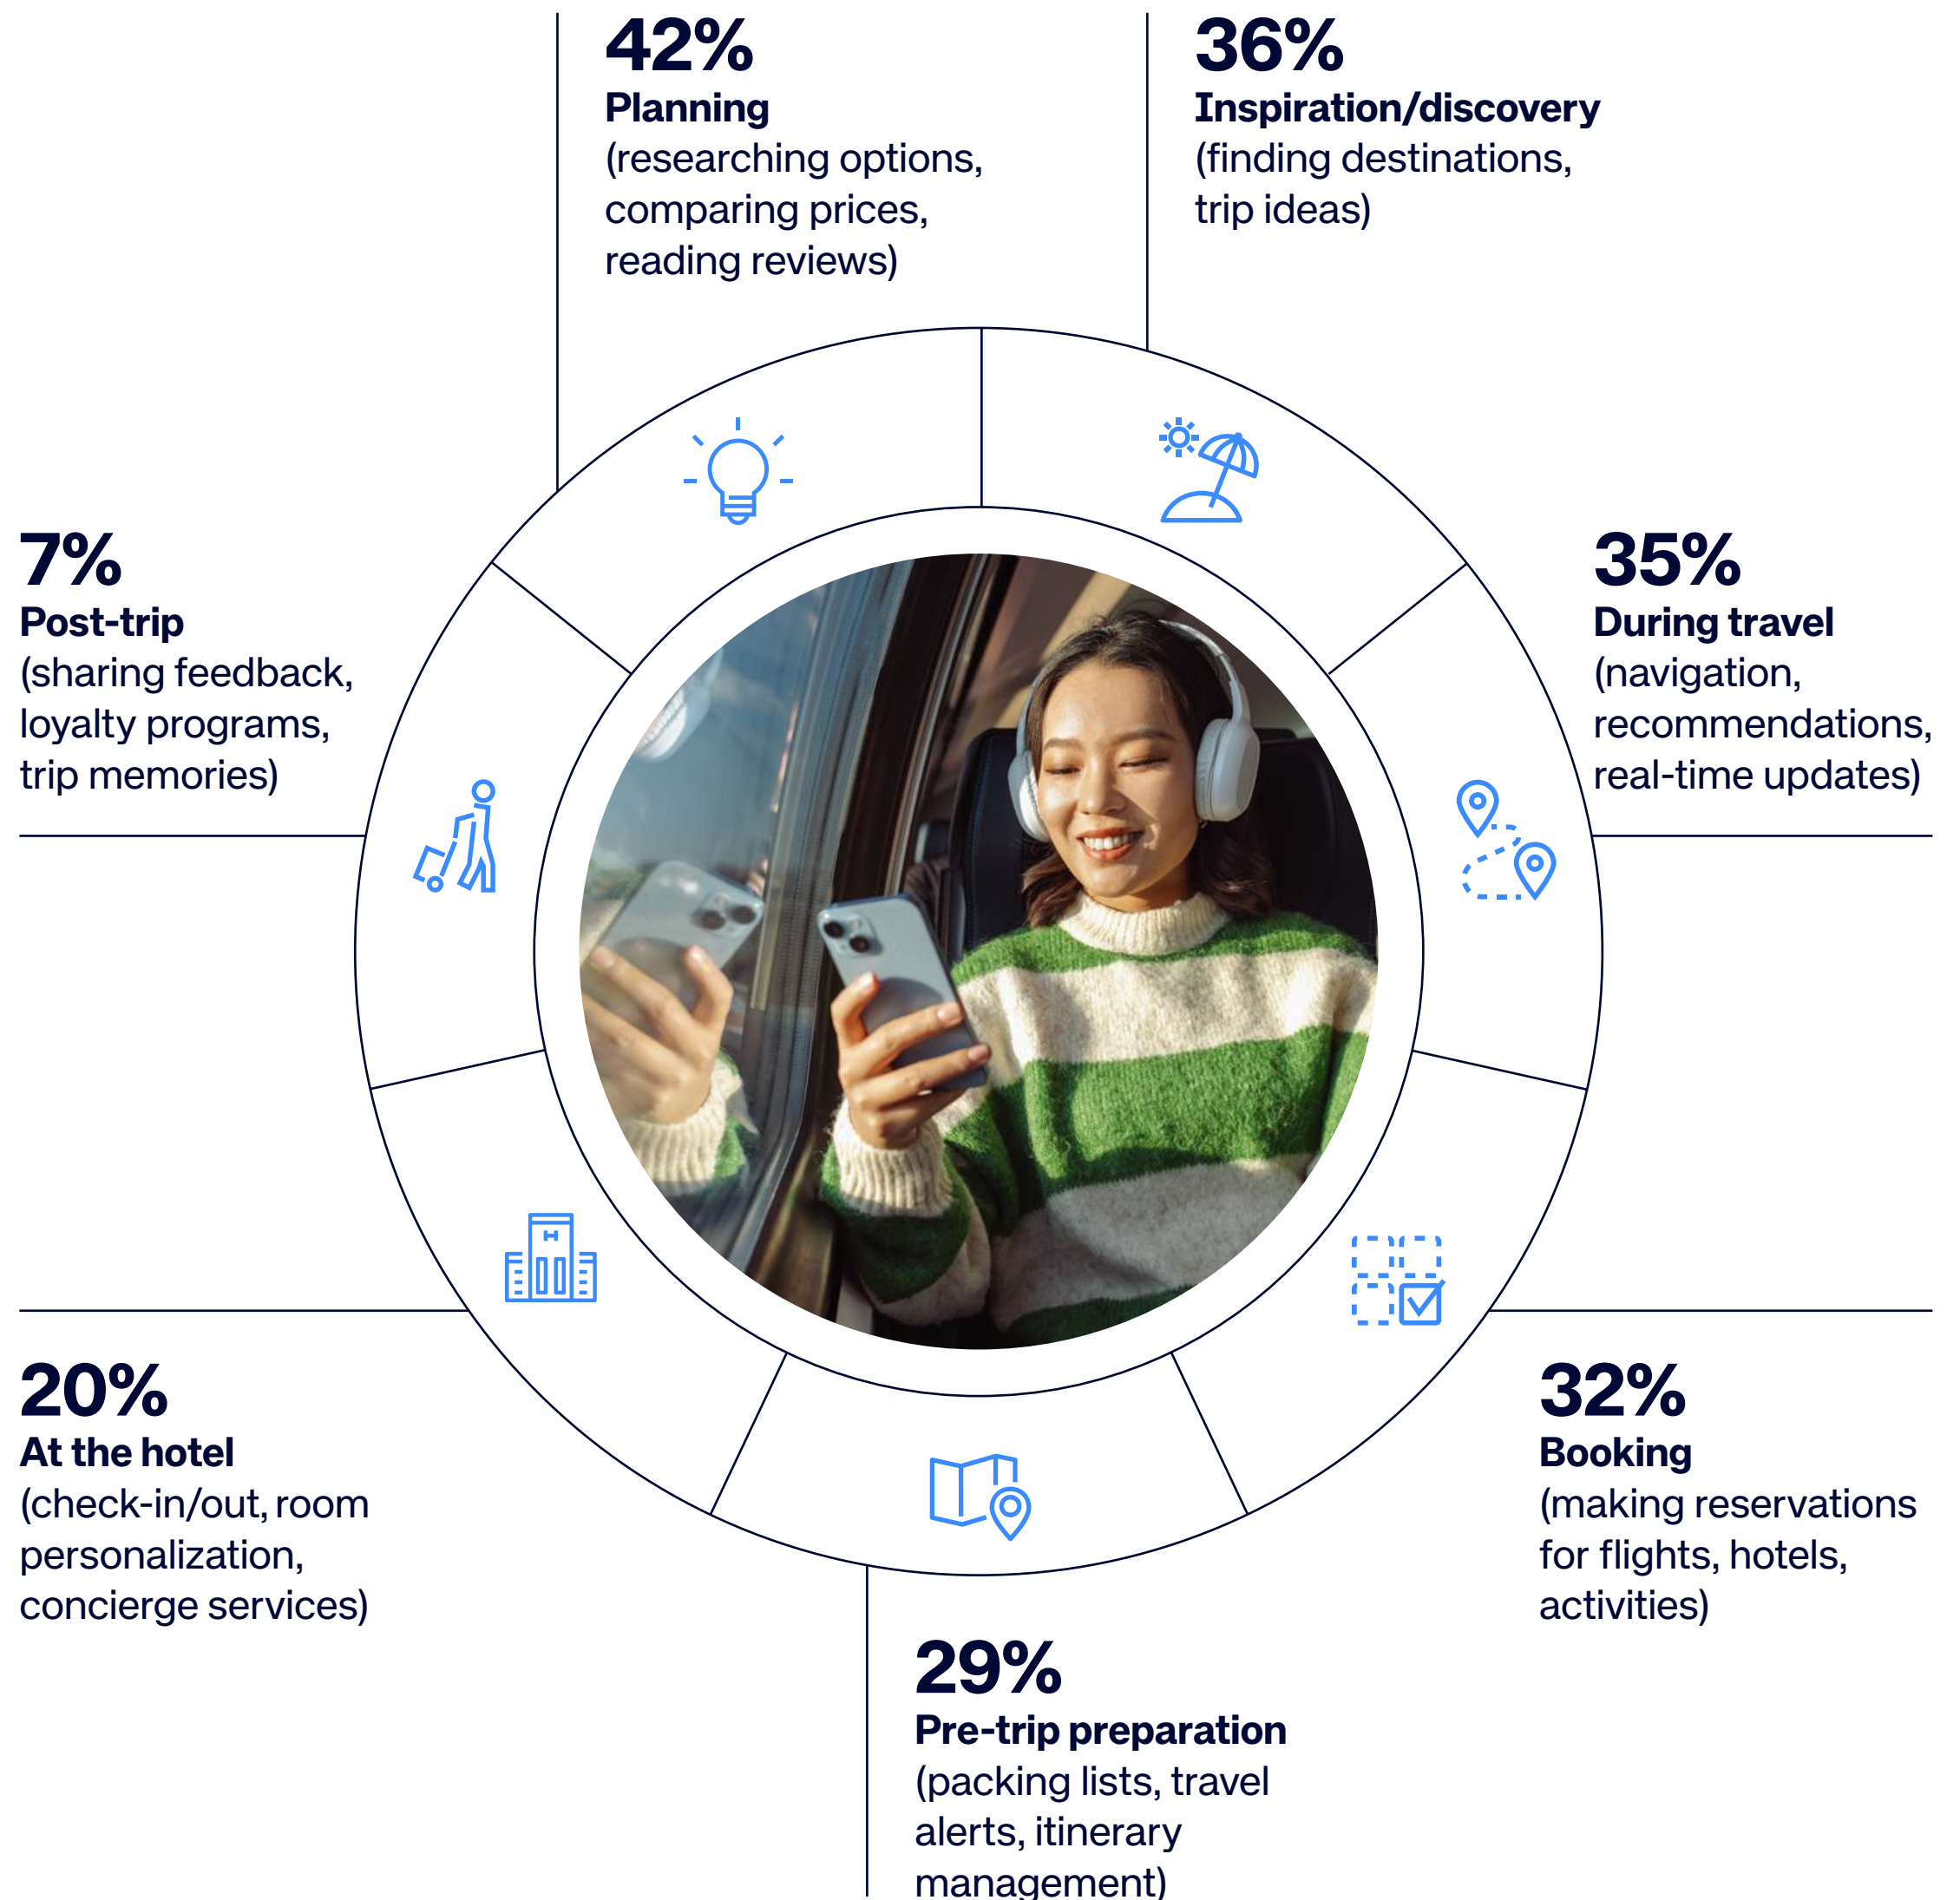 42%
Planning
(researching options,
comparing prices,
reading reviews)
36%
Inspiration/discovery
(finding destinations,
trip ideas)
35%
During travel
(navigation,
recommendations,
real-time updates)
32%
Booking
(making reservations
for flights, hotels,
activities)
29%
Pre-trip preparation
(packing lists, travel
alerts, itinerary
management)
20%
At the hotel
(check-in/out, room
personalization,
concierge services)
7%
Post-trip
(sharing feedback,
loyalty programs,
trip memories)
H